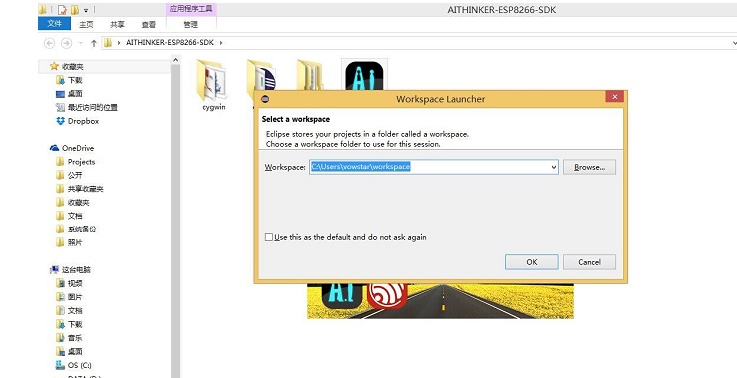 应用程序工具
AITHINKER-ESP8266-SDK
文件
主页
共享
查看
管理
AITHINKER-ESP8266-SDK
收藏夹
下载
桌面
最近访问的位置
Dropbox
OneDrive
Projects
公开
共享收藏夹
收藏夹
文档
系统备份
照片
这台电脑
视频
图片
文档
下载
音乐
桌面
OS (C:)
cygwin
Ai
Workspace Launcher
Select a workspace
Eclipse stores your projects in a folder called a workspace.
Choose a workspace folder to use for this session.
Workspace:
C:\Users\vowstar\workspace
Browse...
Use this as the default and do not ask again
OK
Cancel
A.I